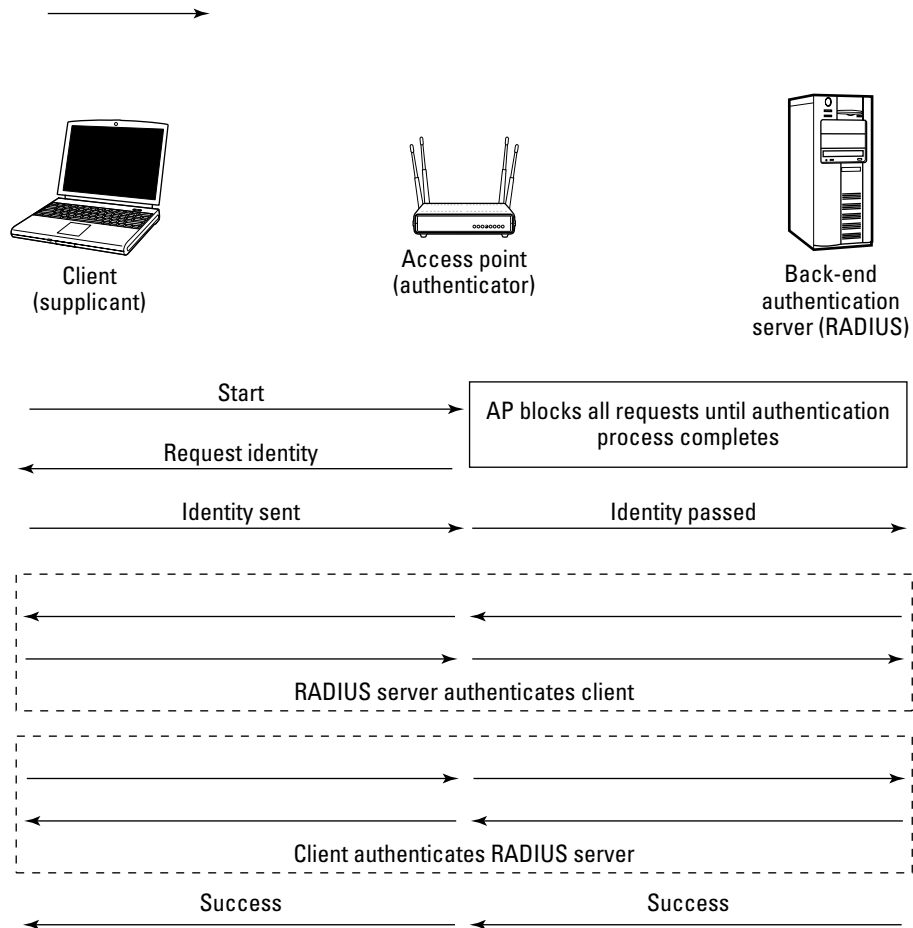 Client
(supplicant)
Access point
(authenticator)
Back-end
authentication
server (RADIUS)
Start
AP blocks all requests until authentication
process completes
Request identity
Identity sent
Identity passed
RADIUS server authenticates client
Client authenticates RADIUS server
Success
Success